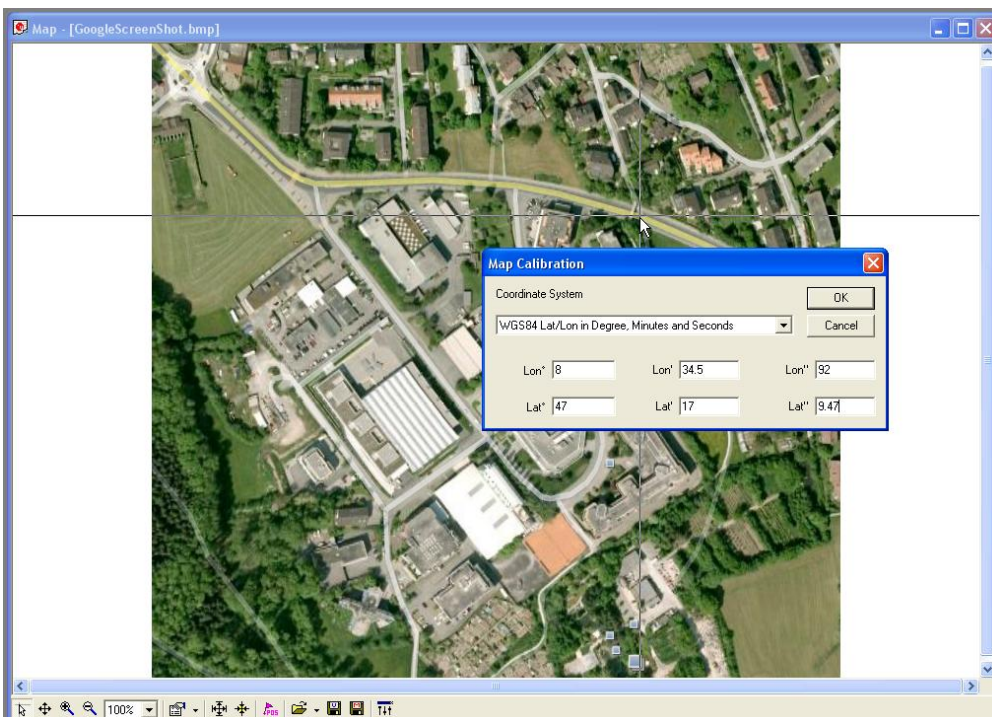 Map - [GoogleScreenShot.bmp]
Map Calibration
Coordinate System
OK
WGS84 Lat/Lon in Degree, Minutes and Seconds
Cancel
Lon° 8 Lon' 34.5 Lon'' 92
Lat° 47 Lat' 17 Lat'' 9.47
100%
POS